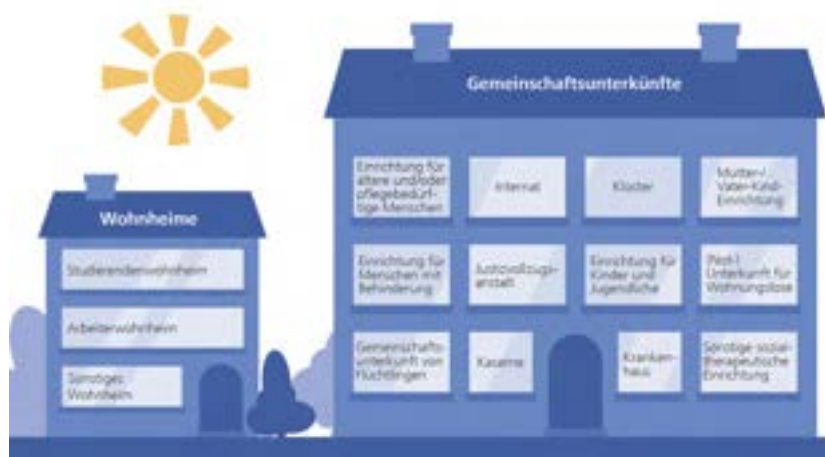 Gemeinschaftsunterkünfte
Einrichtung für
ältere und/oder
pflegebedürf-
tige Menschen
Internat
Kloster
Mutter-/
Vater-Kind-
Einrichtung
Wohnheime
Studierendenwohnheim
Arbeiterwohnheim
Sonstiges
Wohnheim
Einrichtung für
Menschen mit
Behinderung
Justizvollzugs-
anstalt
Einrichtung für
Kinder und
Jugendliche
(Not-)
Unterkunft für
Wohnungslose
Gemeinschafts-
unterkunft von
Flüchtlingen
Kaserne
Kranken-
haus
Sonstige sozial-
therapeutische
Einrichtung